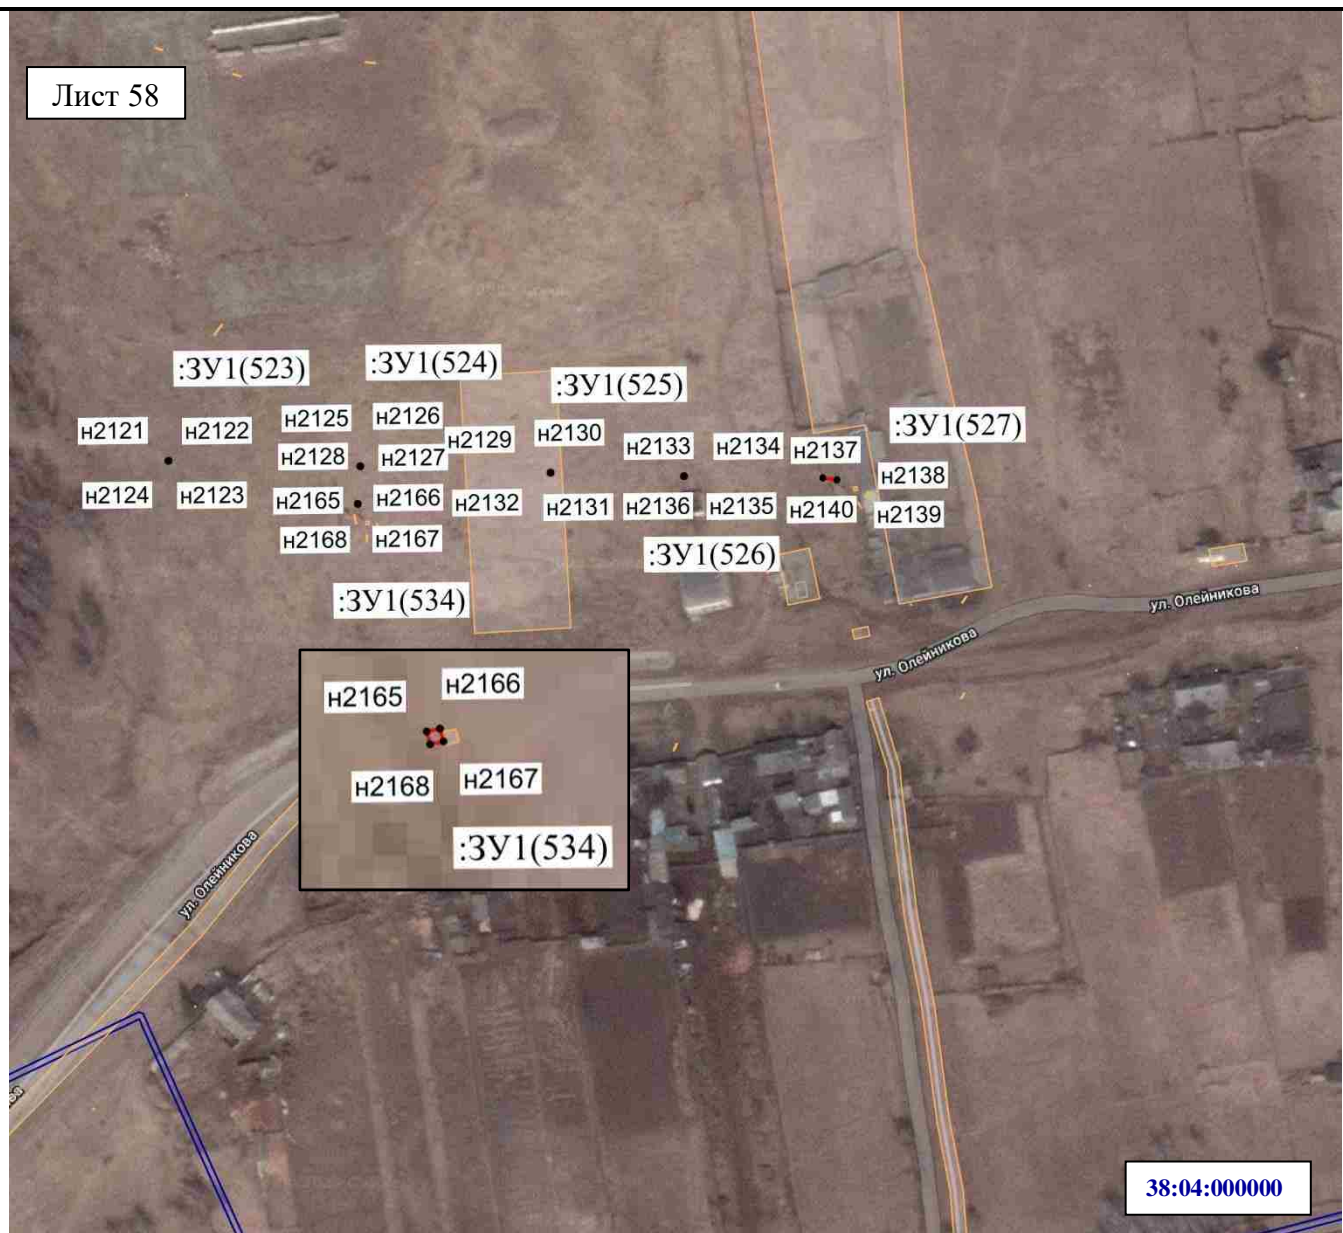 Лист 58
:ЗУ1(523)
:ЗУ1(524)
:ЗУ1(525)
:ЗУ1(527)
н2121
н2122
н2125
н2126
н2129
н2130
н2133
н2134
н2137
н2128
н2127
н2138
н2124
н2123
н2165
н2166
н2132
н2131
н2136
н2135
н2140
н2139
н2168
н2167
:ЗУ1(526)
:ЗУ1(534)
ул. Олейникова
ул. Олейникова
н2165
н2166
н2168
н2167
:ЗУ1(534)
ул. Олейникова
38:04:000000